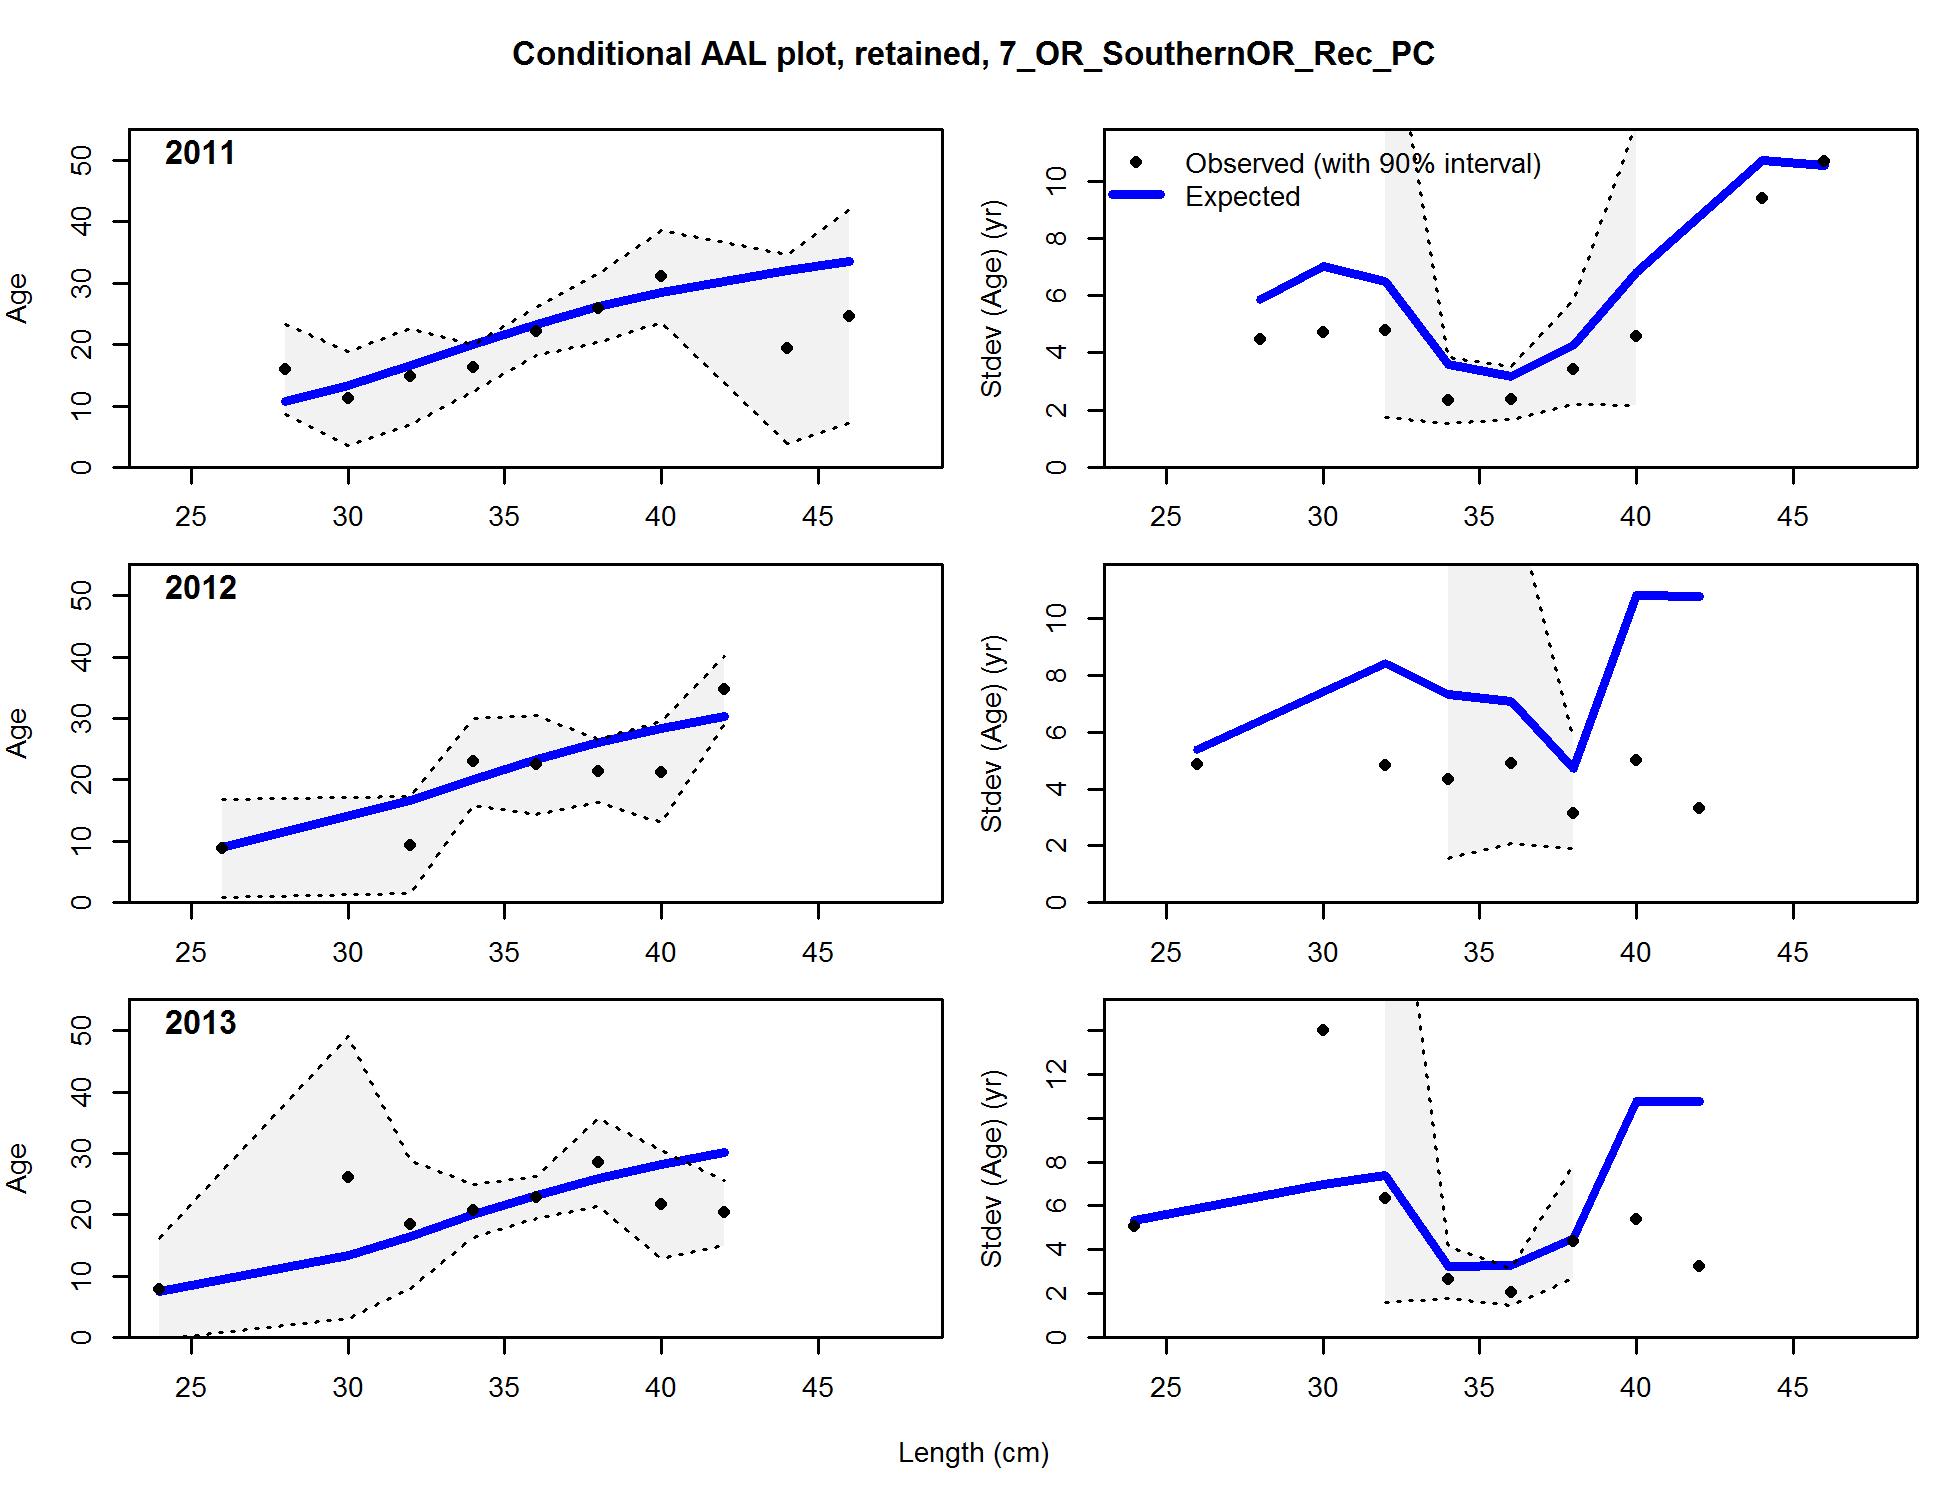 Conditional AAL plot, retained, 7_OR_SouthernOR_Rec_PC
2011
Age
0 10 20 30 40 50
25 30 35 40 45
Observed (with 90% interval)
Expected
Stdev (Age) (yr)
0 2 4 6 8 10
25 30 35 40 45
2012
Age
0 10 20 30 40 50
25 30 35 40 45
Stdev (Age) (yr)
0 2 4 6 8 10
25 30 35 40 45
2013
Age
0 10 20 30 40 50
25 30 35 40 45
Stdev (Age) (yr)
0 2 4 6 8 12
25 30 35 40 45
Length (cm)